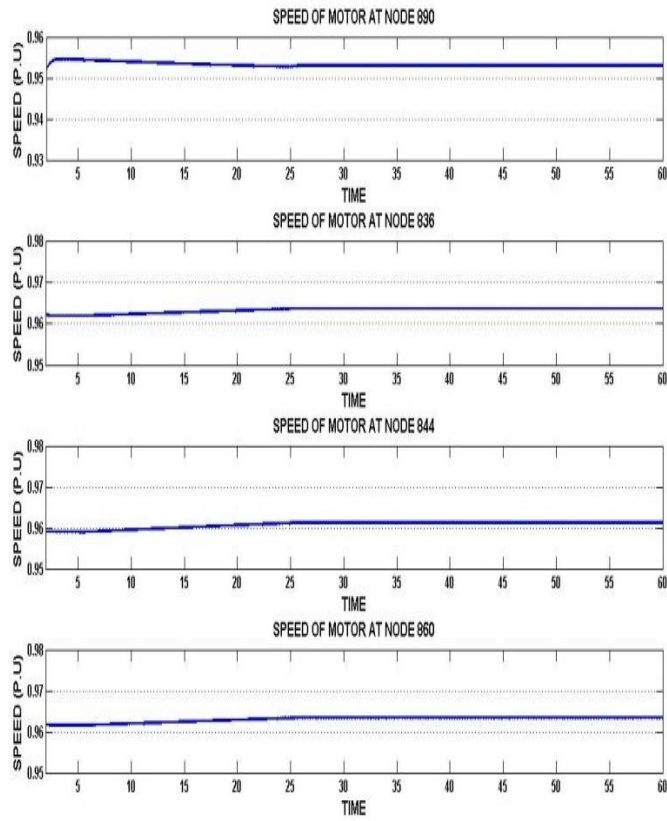 SPEED OF MOTOR AT NODE 890
SPEED (P.U)
0.96
0.95
0.94
0.93
5 10 15 20 25 30 35 40 45 50 55 60
TIME
SPEED OF MOTOR AT NODE 836
SPEED (P.U)
0.98
0.97
0.96
0.95
5 10 15 20 25 30 35 40 45 50 55 60
TIME
SPEED OF MOTOR AT NODE 844
SPEED (P.U)
0.98
0.97
0.96
0.95
5 10 15 20 25 30 35 40 45 50 55 60
TIME
SPEED OF MOTOR AT NODE 860
SPEED (P.U)
0.98
0.97
0.96
0.95
5 10 15 20 25 30 35 40 45 50 55 60
TIME